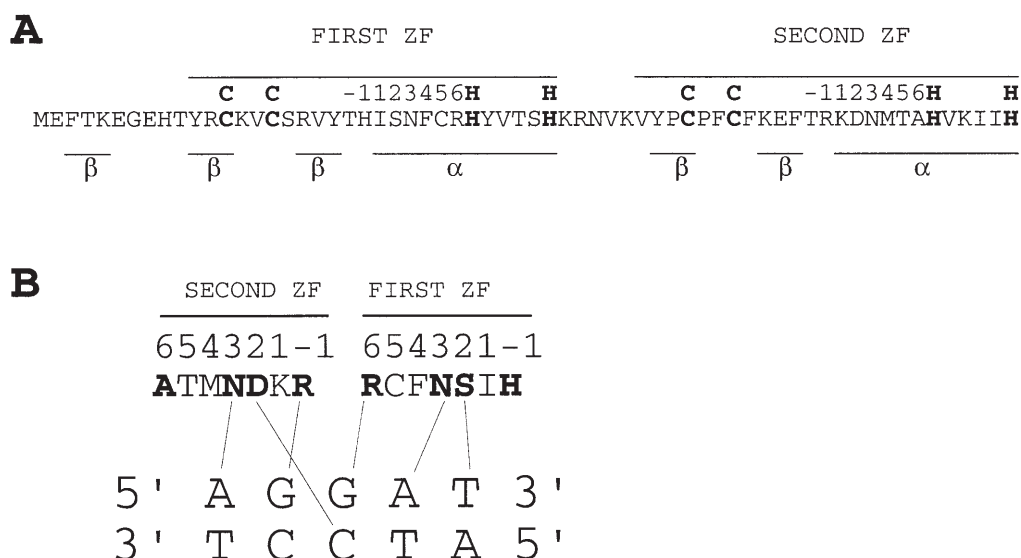 A
FIRST ZF SECOND ZF
C C -1123456H H C C -1123456H H
MEFTKEGEHTYRCKVCSRVYTHISNFCRHYVTSHKRNVKVYPCPFCFKEFTRKDNMTAHVKIIH
β β β α β β α
B
SECOND ZF FIRST ZF
654321-1 654321-1
ATMNDKR RCFNSIH
5' A G G A T 3'
3' T C C T A 5'